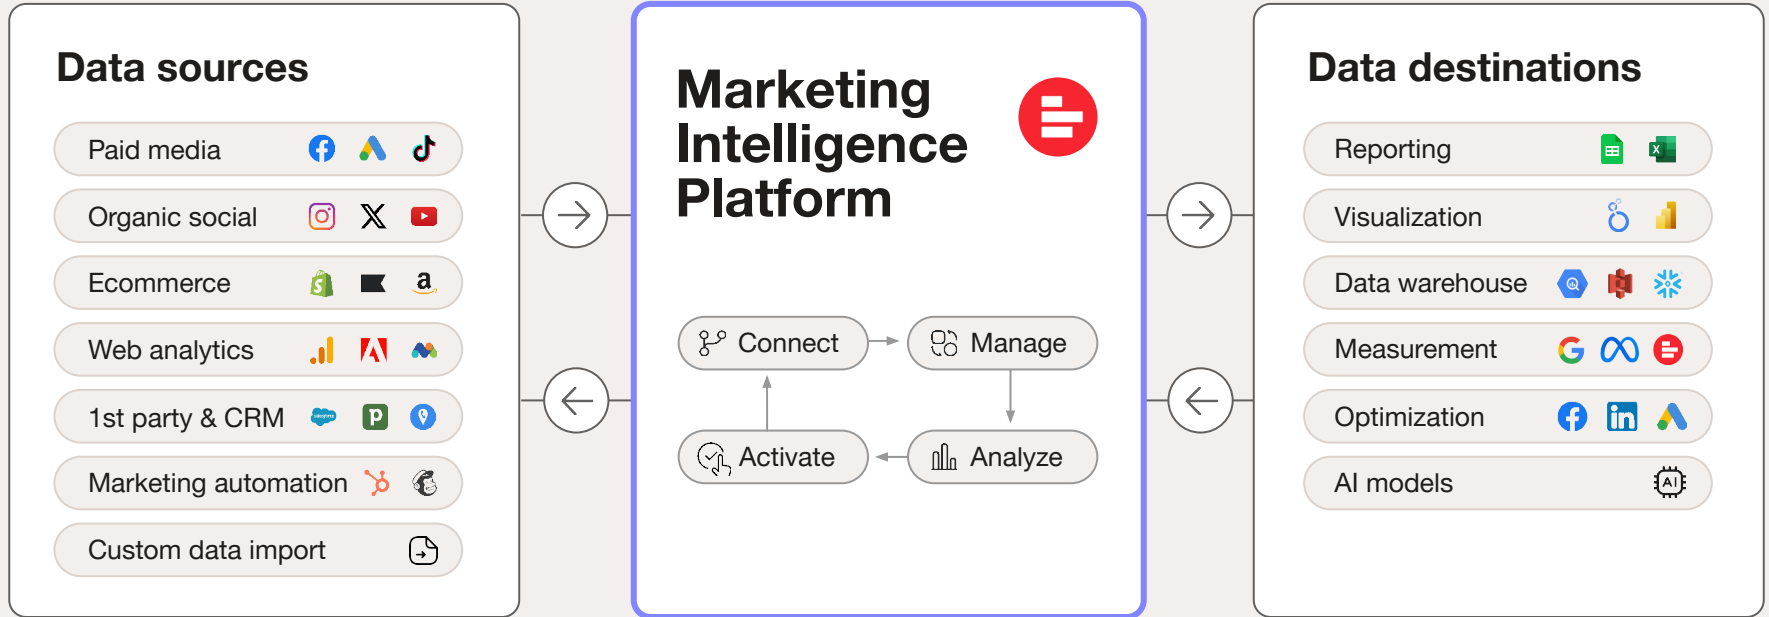 Data sources
Paid media
Organic social
Ecommerce
Web analytics
1st party & CRM
Marketing automation
Custom data import
Marketing
Intelligence
Platform
Connect
Manage
Activate
Analyze
Data destinations
Reporting
Visualization
Data warehouse
Measurement
Optimization
AI models
AI